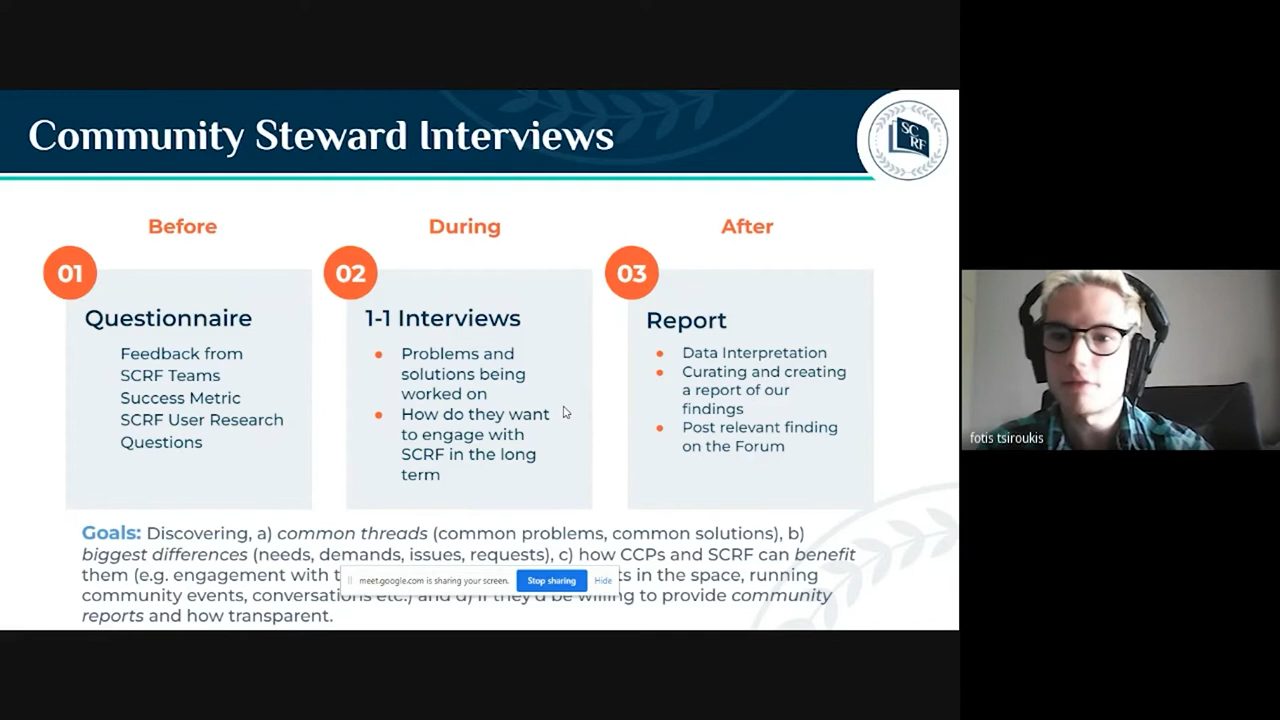 Community Steward Interviews
SC
RF
Before
During
After
01
02
03
Questionnaire
Feedback from
SCRF Teams
Success Metric
SCRF User Research
Questions
1-1 Interviews
Problems and
solutions being
worked on
How do they want
to engage with
SCRF in the long
term
Report
Data Interpretation
Curating and creating
a report of our
findings
Post relevant finding
on the Forum
Goals: Discovering, a) common threads (common problems, common solutions), b)
biggest differences (needs, demands, issues, requests), c) how CCPs and SCRF can benefit
them (e.g. engagement with in the space, running
community events, conversations etc.) and d) if they'd be willing to provide community
reports and how transparent.
meet.google.com is sharing your screen.
Stop sharing
Hide
fotis tsiroukis